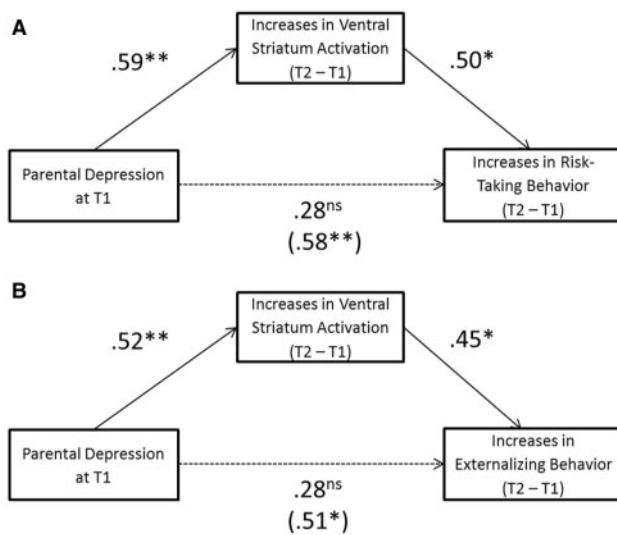 A
Increases in Ventral
Striatum Activation
(T2 – T1)
.59**
.50*
Parental Depression
at T1
Increases in Risk-
Taking Behavior
(T2 – T1)
.28ns
(.58**)
B
Increases in Ventral
Striatum Activation
(T2 – T1)
.52**
.45*
Parental Depression
at T1
Increases in
Externalizing Behavior
(T2 – T1)
.28ns
(.51*)